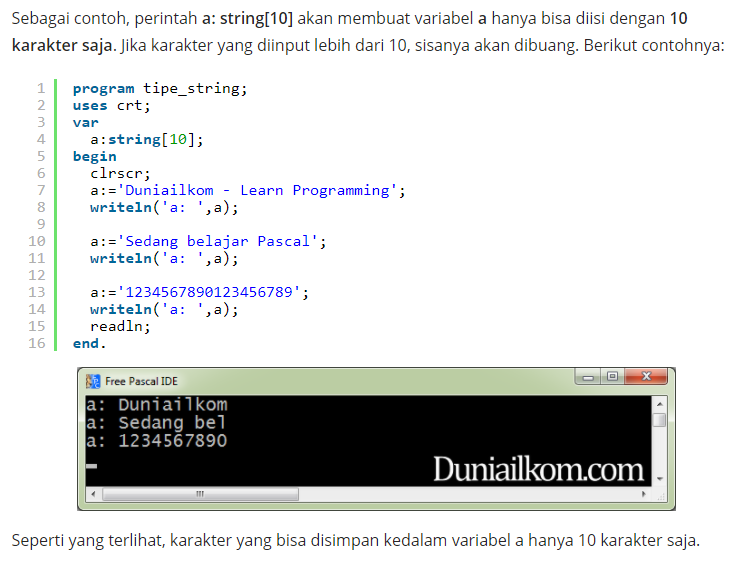 Sebagai contoh, perintah a: string[10] akan membuat variabel a hanya bisa diisi dengan 10
karakter saja. Jika karakter yang diinput lebih dari 10, sisanya akan dibuang. Berikut contohnya:
1 program tipe_string;
2 uses crt;
3 var
4 a:string[10];
5 begin
6 clrscr;
7 a:='Duniailkom - Learn Programming';
8 writeln('a: ',a);
9
10 a:='Sedang belajar Pascal';
11 writeln('a: ',a);
12
13 a:='1234567890123456789';
14 writeln('a: ',a);
15 readln;
16 end.
Free Pascal IDE
a: Duniailkom
a: Sedang bel
a: 1234567890
Duniailkom.com
Seperti yang terlihat, karakter yang bisa disimpan kedalam variabel a hanya 10 karakter saja.